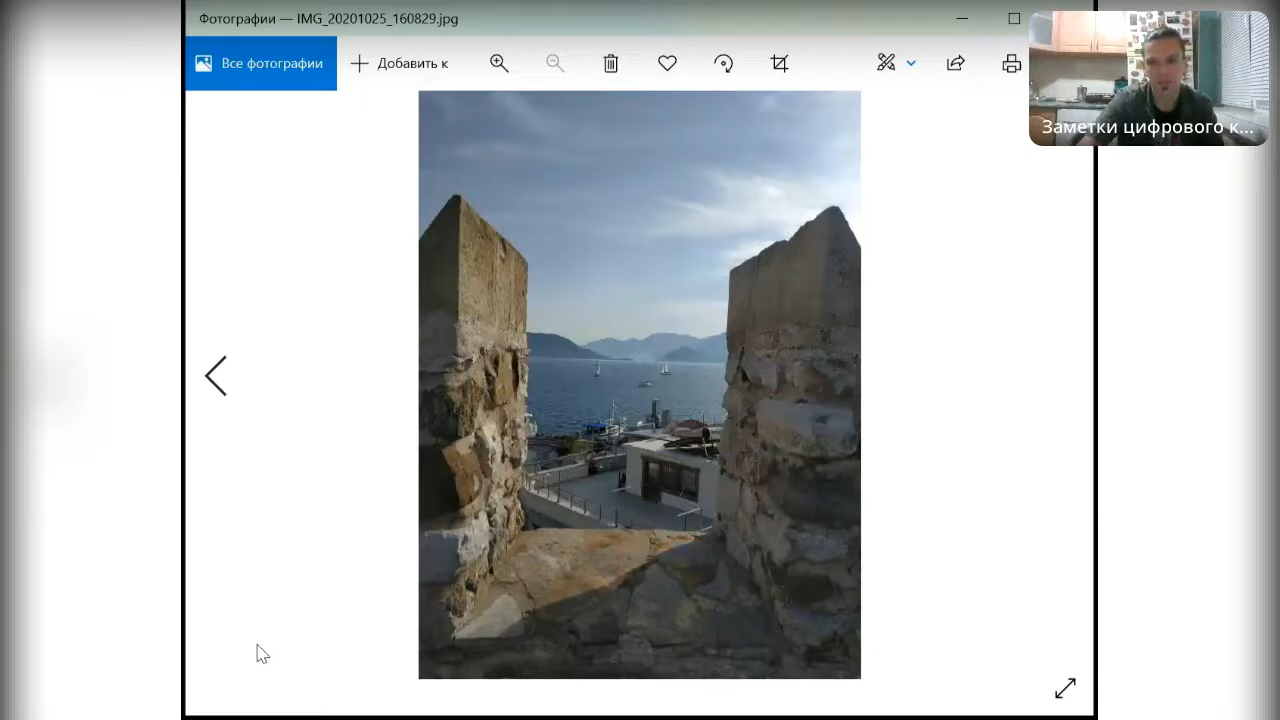 Фотографии — IMG_20201025_160829.jpg
Все фотографии
Добавить к
Заметки цифрового к...